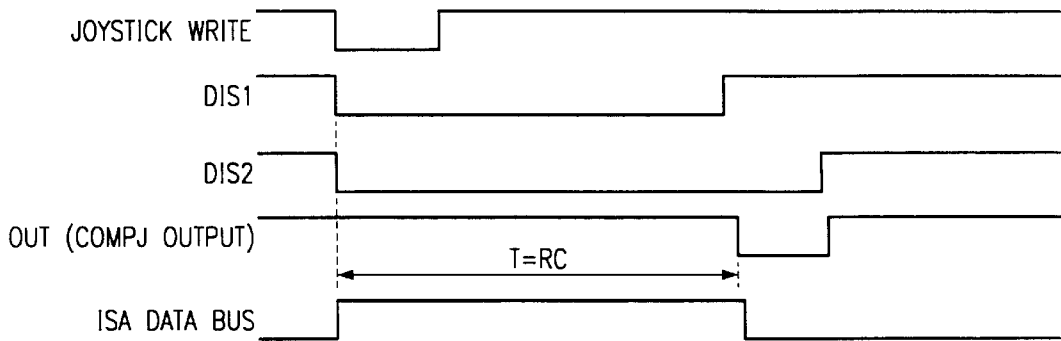 JOYSTICK WRITE
DIS1
DIS2
OUT (COMPJ OUTPUT)
T=RC
ISA DATA BUS